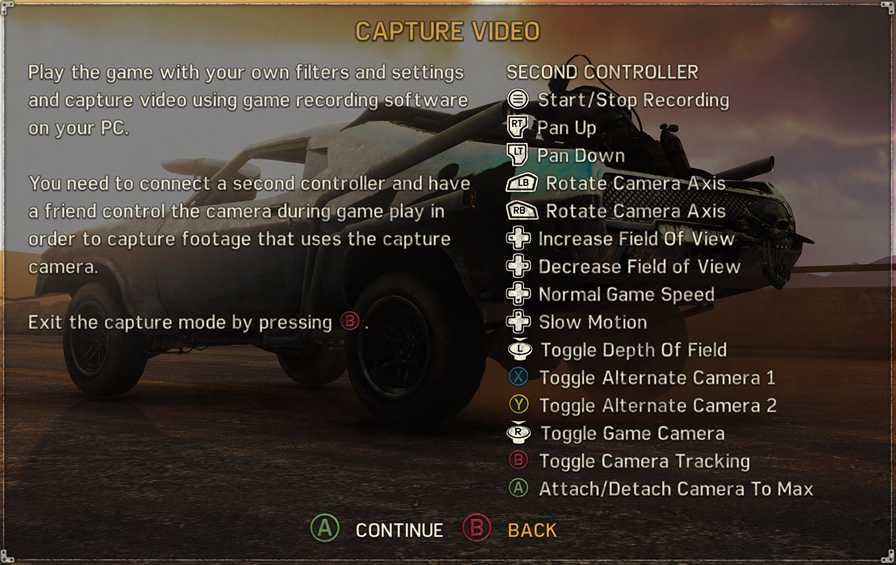 CAPTURE VIDEO
Play the game with your own filters and settings
and capture video using game recording software
on your PC.
You need to connect a second controller and have
a friend control the camera during game play in
order to capture footage that uses the capture
camera.
Exit the capture mode by pressing B .
SECOND CONTROLLER
Start/Stop Recording
RT Pan Up
LT Pan Down
LB Rotate Camera Axis
RB Rotate Camera Axis
Increase Field Of View
Decrease Field of View
Normal Game Speed
Slow Motion
L Toggle Depth Of Field
X Toggle Alternate Camera 1
Y Toggle Alternate Camera 2
R Toggle Game Camera
B Toggle Camera Tracking
A Attach/Detach Camera To Max
A CONTINUE B BACK